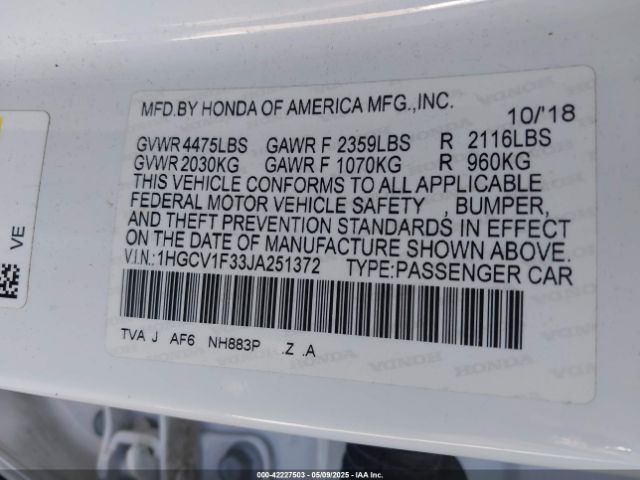 MFD.BY HONDA OF AMERICA MFG.,INC.
10/'18
GVWR 4475LBS GAWR F 2359LBS R 2116LBS
GVWR 2030KG GAWR F 1070KG R 960KG
THIS VEHICLE CONFORMS TO ALL APPLICABLE
FEDERAL MOTOR VEHICLE SAFETY , BUMPER,
AND THEFT PREVENTION STANDARDS IN EFFECT
ON THE DATE OF MANUFACTURE SHOWN ABOVE.
V.I.N.:1HGCV1F33JA251372 TYPE:PASSENGER CAR
TVA J AF6 NH883P .Z .A
VE
000-42227503 - 05/09/2025 - IAA Inc.